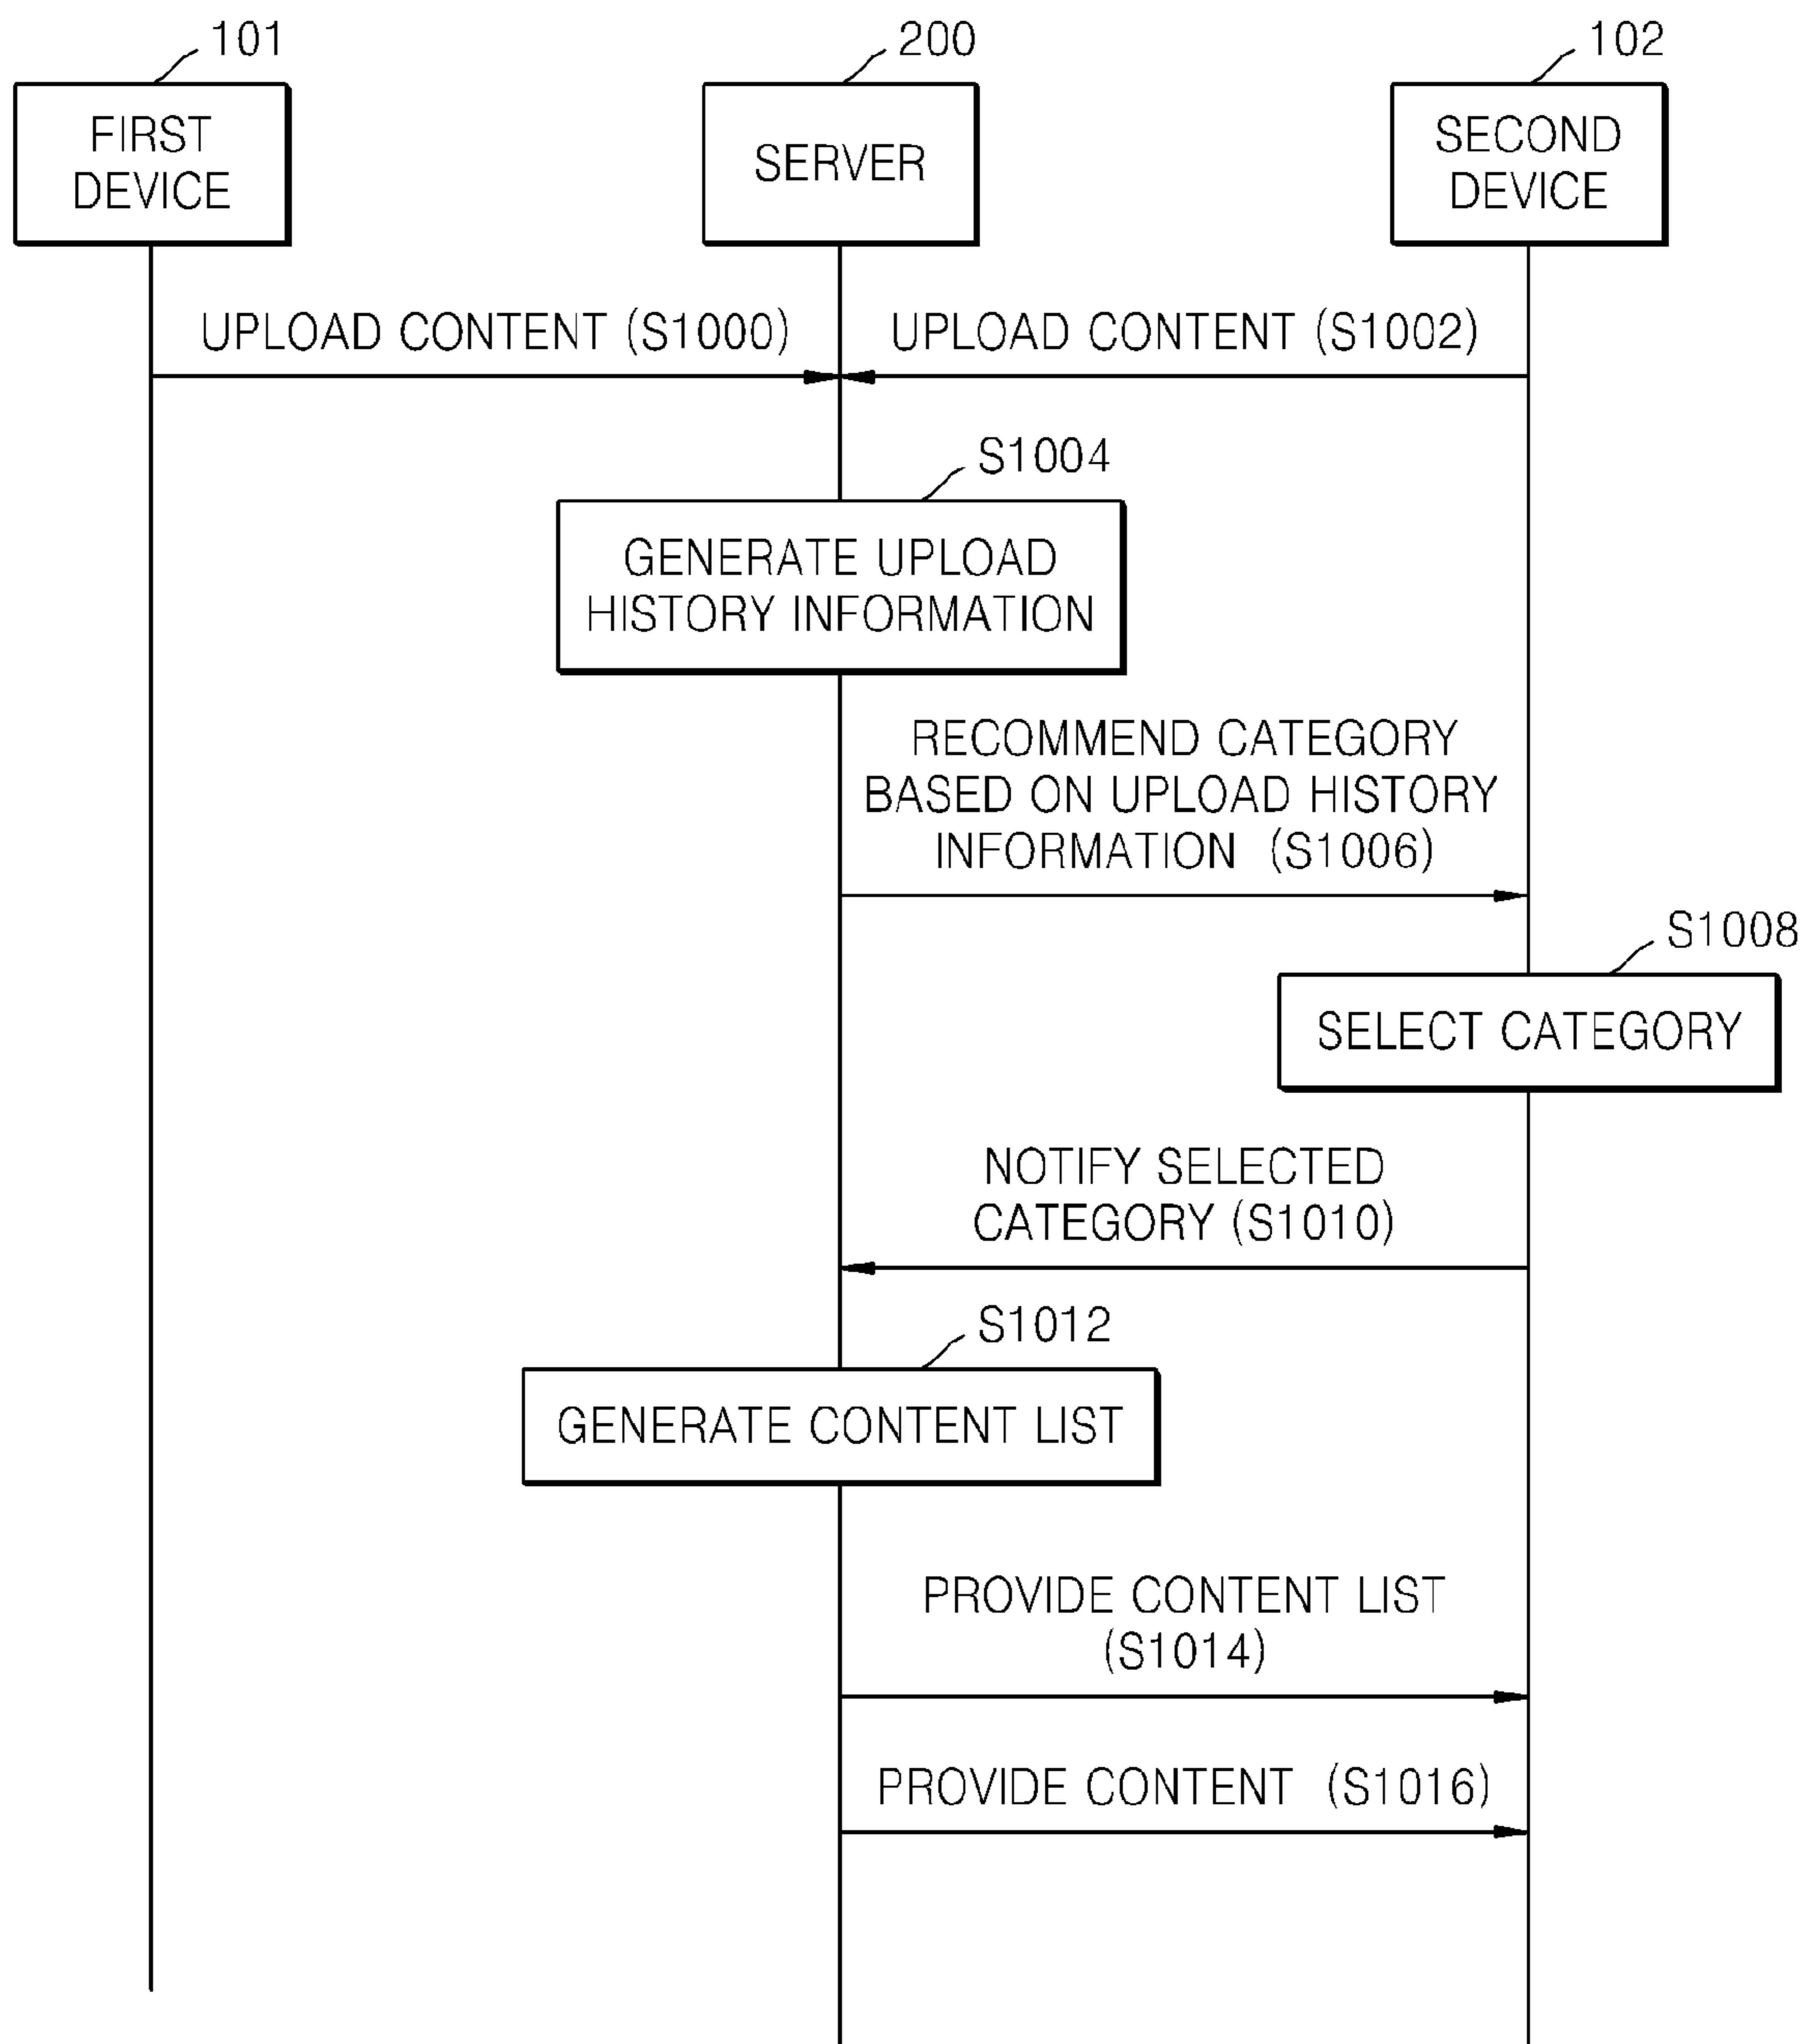 101
200
102
FIRST
DEVICE
SERVER
SECOND
DEVICE
UPLOAD CONTENT (S1000)
UPLOAD CONTENT (S1002)
S1004
GENERATE UPLOAD
HISTORY INFORMATION
RECOMMEND CATEGORY
BASED ON UPLOAD HISTORY
INFORMATION (S1006)
S1008
SELECT CATEGORY
NOTIFY SELECTED
CATEGORY (S1010)
S1012
GENERATE CONTENT LIST
PROVIDE CONTENT LIST
(S1014)
PROVIDE CONTENT (S1016)